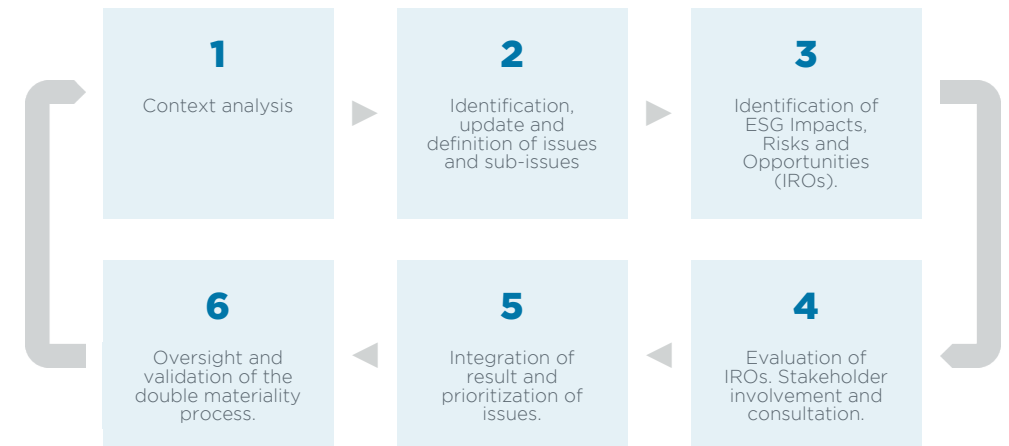 1
Context analysis
2
Identification,
update and
definition of issues
and sub-issues
3
Identification of
ESG Impacts,
Risks and
Opportunities
(IROs).
4
Evaluation of
IROs. Stakeholder
involvement and
consultation.
5
Integration of
result and
prioritization of
issues.
6
Oversight and
validation of the
double materiality
process.